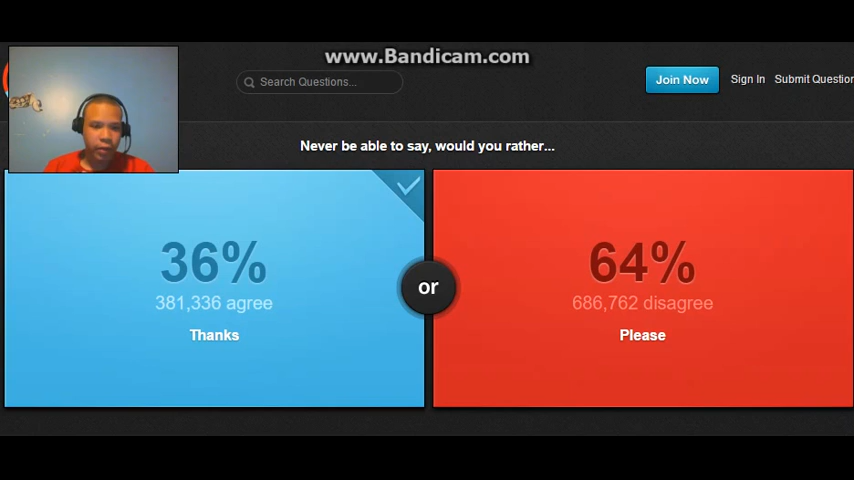 www.Bandicam.com
Search Questions...
Join Now
Sign In
Submit Question
Never be able to say, would you rather...
36%
381,336 agree
Thanks
or
64%
686,762 disagree
Please